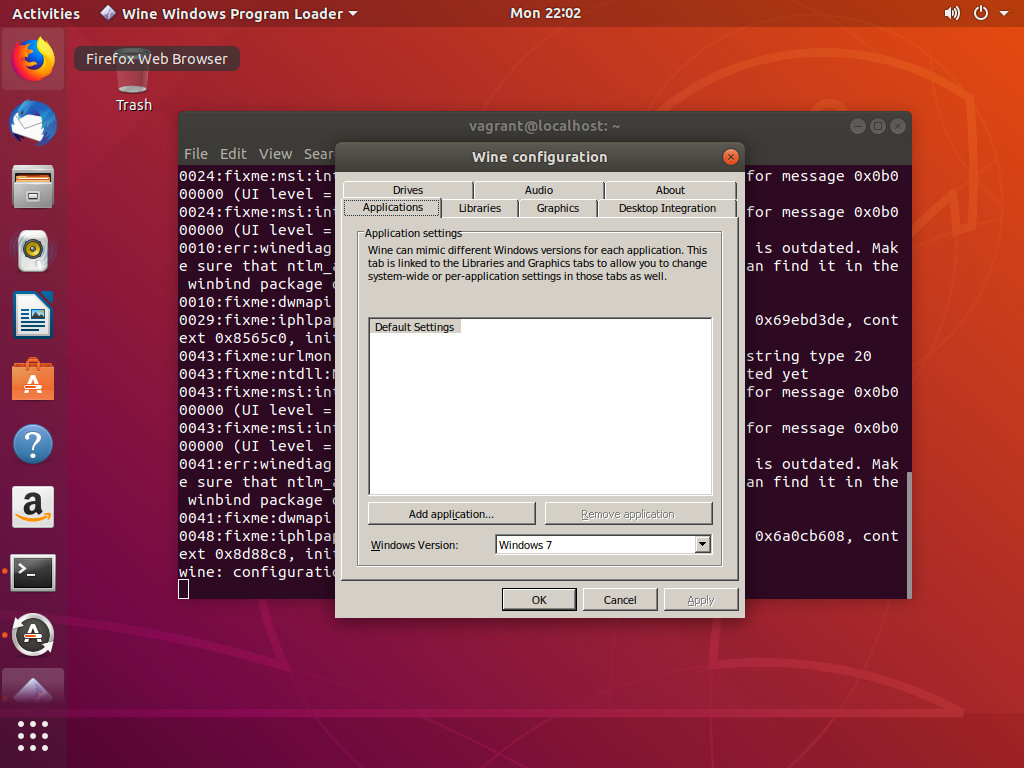 Activities
Wine Windows Program Loader
Mon 22:02
Firefox Web Browser
Trash
vagrant@localhost: ~
File Edit View Sear
Wine configuration
0024:fixme:msi:in
for message 0x0b0
00000 (UI level =
0024:fixme:msi:in
for message 0x0b0
00000 (UI level =
0010:err:winediag
is outdated. Mak
e sure that ntlm_
an find it in the
winbind package
0010:fixme:dwmapi
0029:fixme:iphlpa
0x69ebd3de, cont
ext 0x8565c0, ini
0043:fixme:urlmon
string type 20
0043:fixme:ntdll:
ted yet
0043:fixme:msi:in
for message 0x0b0
00000 (UI level =
0043:fixme:msi:in
for message 0x0b0
00000 (UI level =
0041:err:winediag
is outdated. Mak
e sure that ntlm_
an find it in the
winbind package
0041:fixme:dwmapi
0048:fixme:iphlpa
0x6a0cb608, cont
ext 0x8d88c8, ini
wine: configurati
Drives
Audio
About
Applications
Libraries
Graphics
Desktop Integration
Application settings
Wine can mimic different Windows versions for each application. This
tab is linked to the Libraries and Graphics tabs to allow you to change
system-wide or per-application settings in those tabs as well.
Default Settings
Add application...
Remove application
Windows Version:
Windows 7
OK
Cancel
Apply